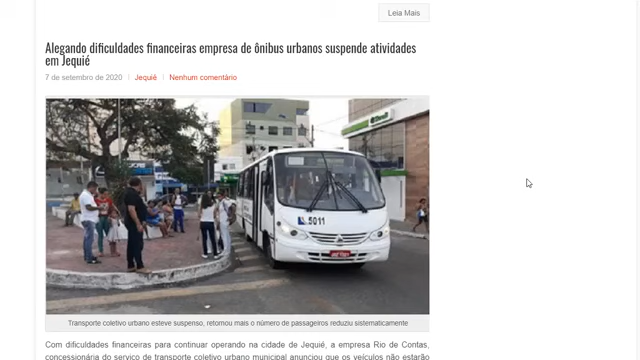 Leia Mais
Alegando dificuldades financeiras empresa de ônibus urbanos suspende atividades
em Jequié
7 de setembro de 2020
Jequié
Nenhum comentário
5011
Transporte coletivo urbano esteve suspenso, retornou mais o número de passageiros reduziu sistematicamente
Com dificuldades financeiras para continuar operando na cidade de Jequié, a empresa Rio de Contas,
concessionária do serviço de transporte coletivo urbano municipal anunciou que os veículos não estarão